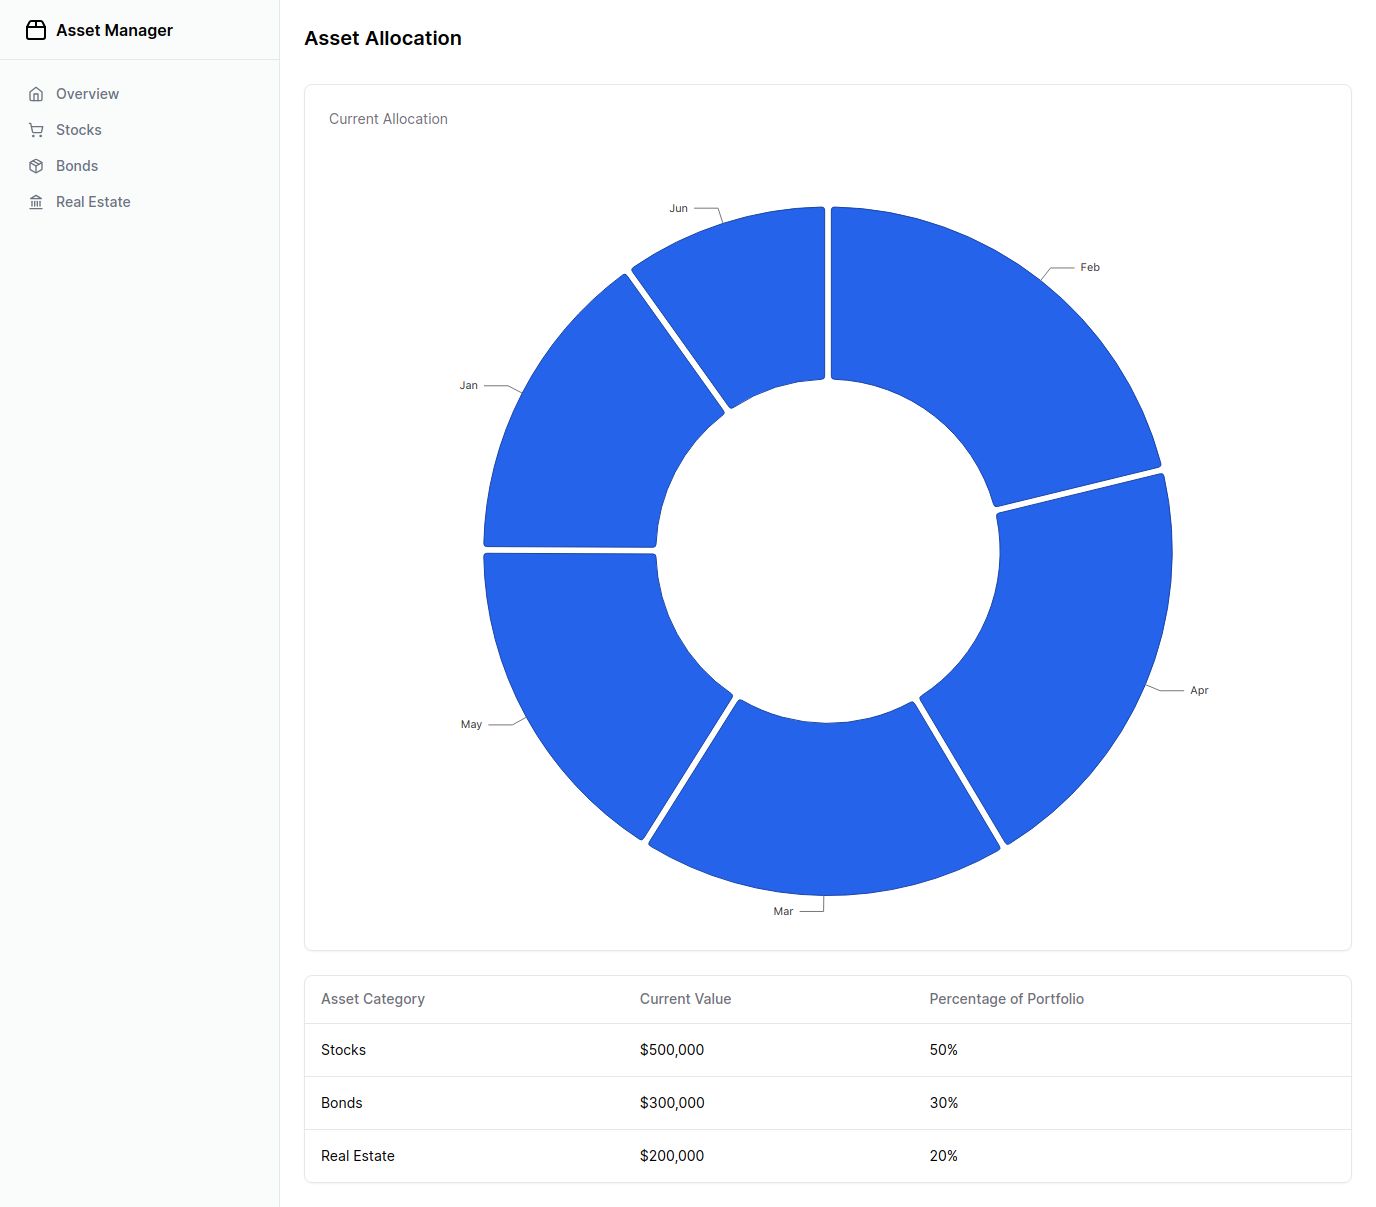 Asset Manager
Overview
Stocks
Bonds
Real Estate
Asset Allocation
Current Allocation
Jun
Feb
Jan
Apr
May
Mar
Asset Category Current Value Percentage of Portfolio
Stocks $500,000 50%
Bonds $300,000 30%
Real Estate $200,000 20%